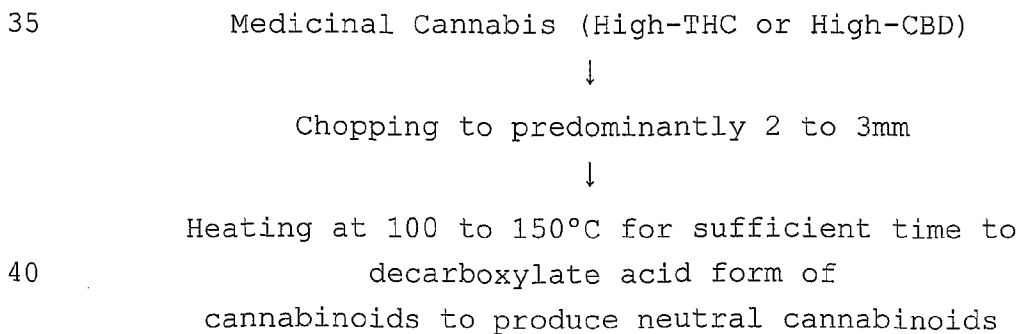 35 Medicinal Cannabis (High-THC or High-CBD)
↓
Chopping to predominantly 2 to 3mm
↓
Heating at 100 to 150°C for sufficient time to
40 decarboxylate acid form of
cannabinoids to produce neutral cannabinoids